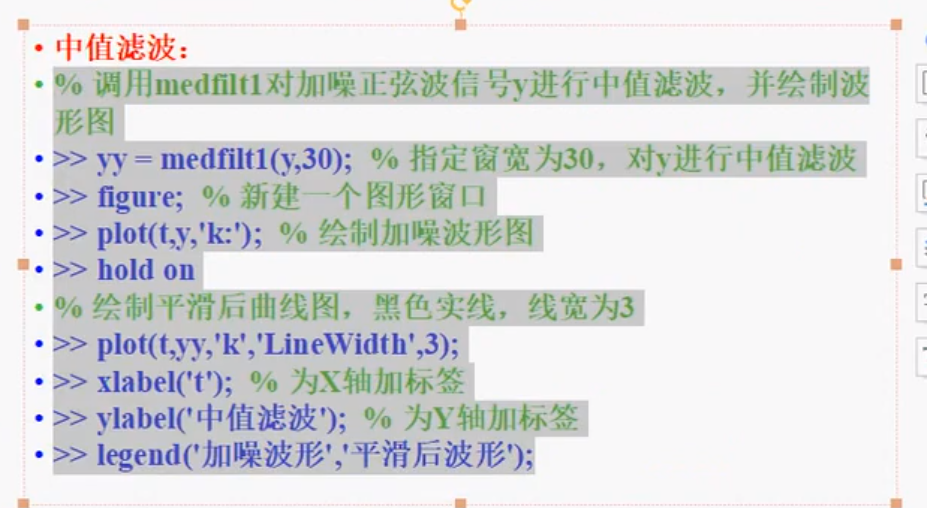 • 中值滤波：
• % 调用medfilt1对加噪正弦波信号y进行中值滤波，并绘制波
形图
• >> yy = medfilt1(y,30);  % 指定窗宽为30，对y进行中值滤波
• >> figure;  % 新建一个图形窗口
• >> plot(t,y,'k:');  % 绘制加噪波形图
• >> hold on
• % 绘制平滑后曲线图，黑色实线，线宽为3
• >> plot(t,yy,'k','LineWidth',3);
• >> xlabel('t');  % 为X轴加标签
• >> ylabel('中值滤波');  % 为Y轴加标签
• >> legend('加噪波形','平滑后波形');